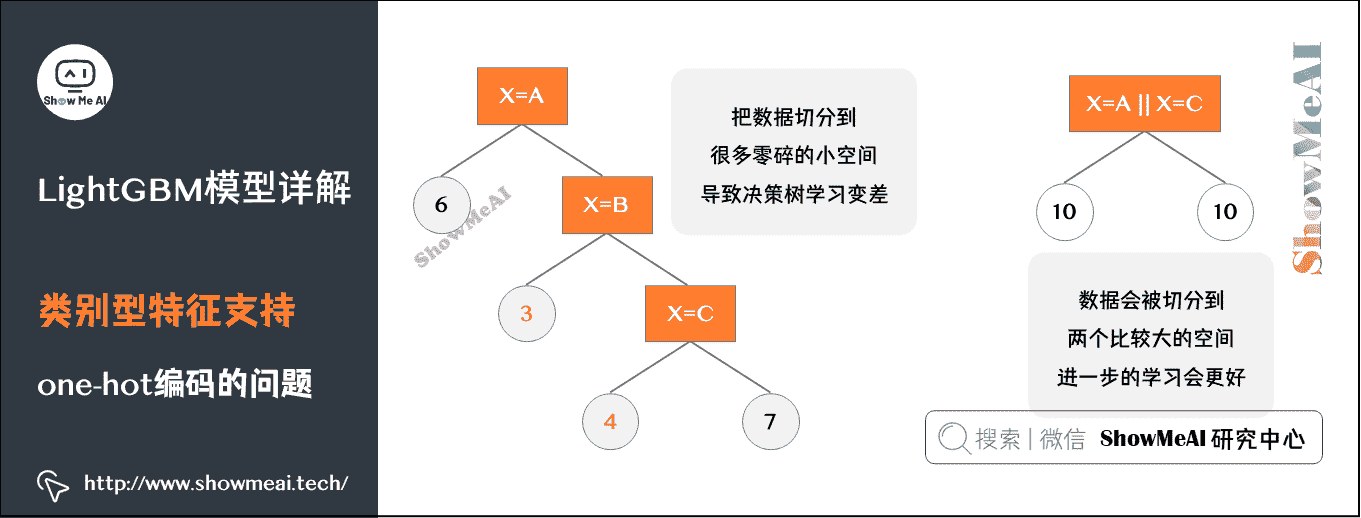 Show Me AI
LightGBM模型详解
类别型特征支持
one-hot编码的问题
http://www.showmeai.tech/
X=A
6
X=B
3
X=C
4
7
ShowMeAI
把数据切分到
很多零碎的小空间
导致决策树学习变差
X=A || X=C
10
10
数据会被切分到
两个比较大的空间
进一步的学习会更好
搜索 | 微信 ShowMeAI 研究中心
ShowMeAI